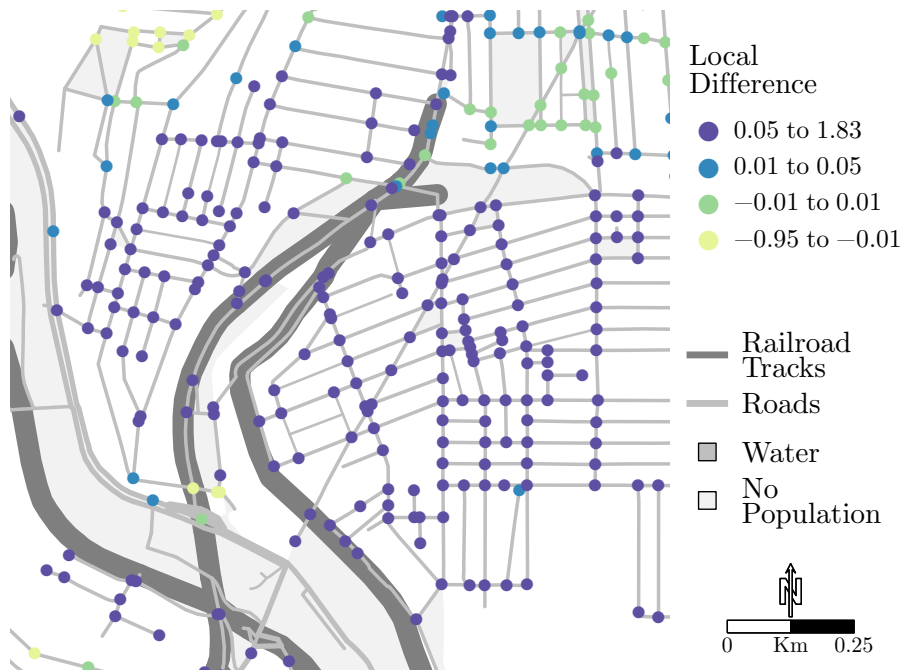 Local
Difference
0.05 to 1.83
0.01 to 0.05
−0.01 to 0.01
−0.95 to −0.01
Railroad
Tracks
Roads
Water
No
Population
N
0 Km 0.25